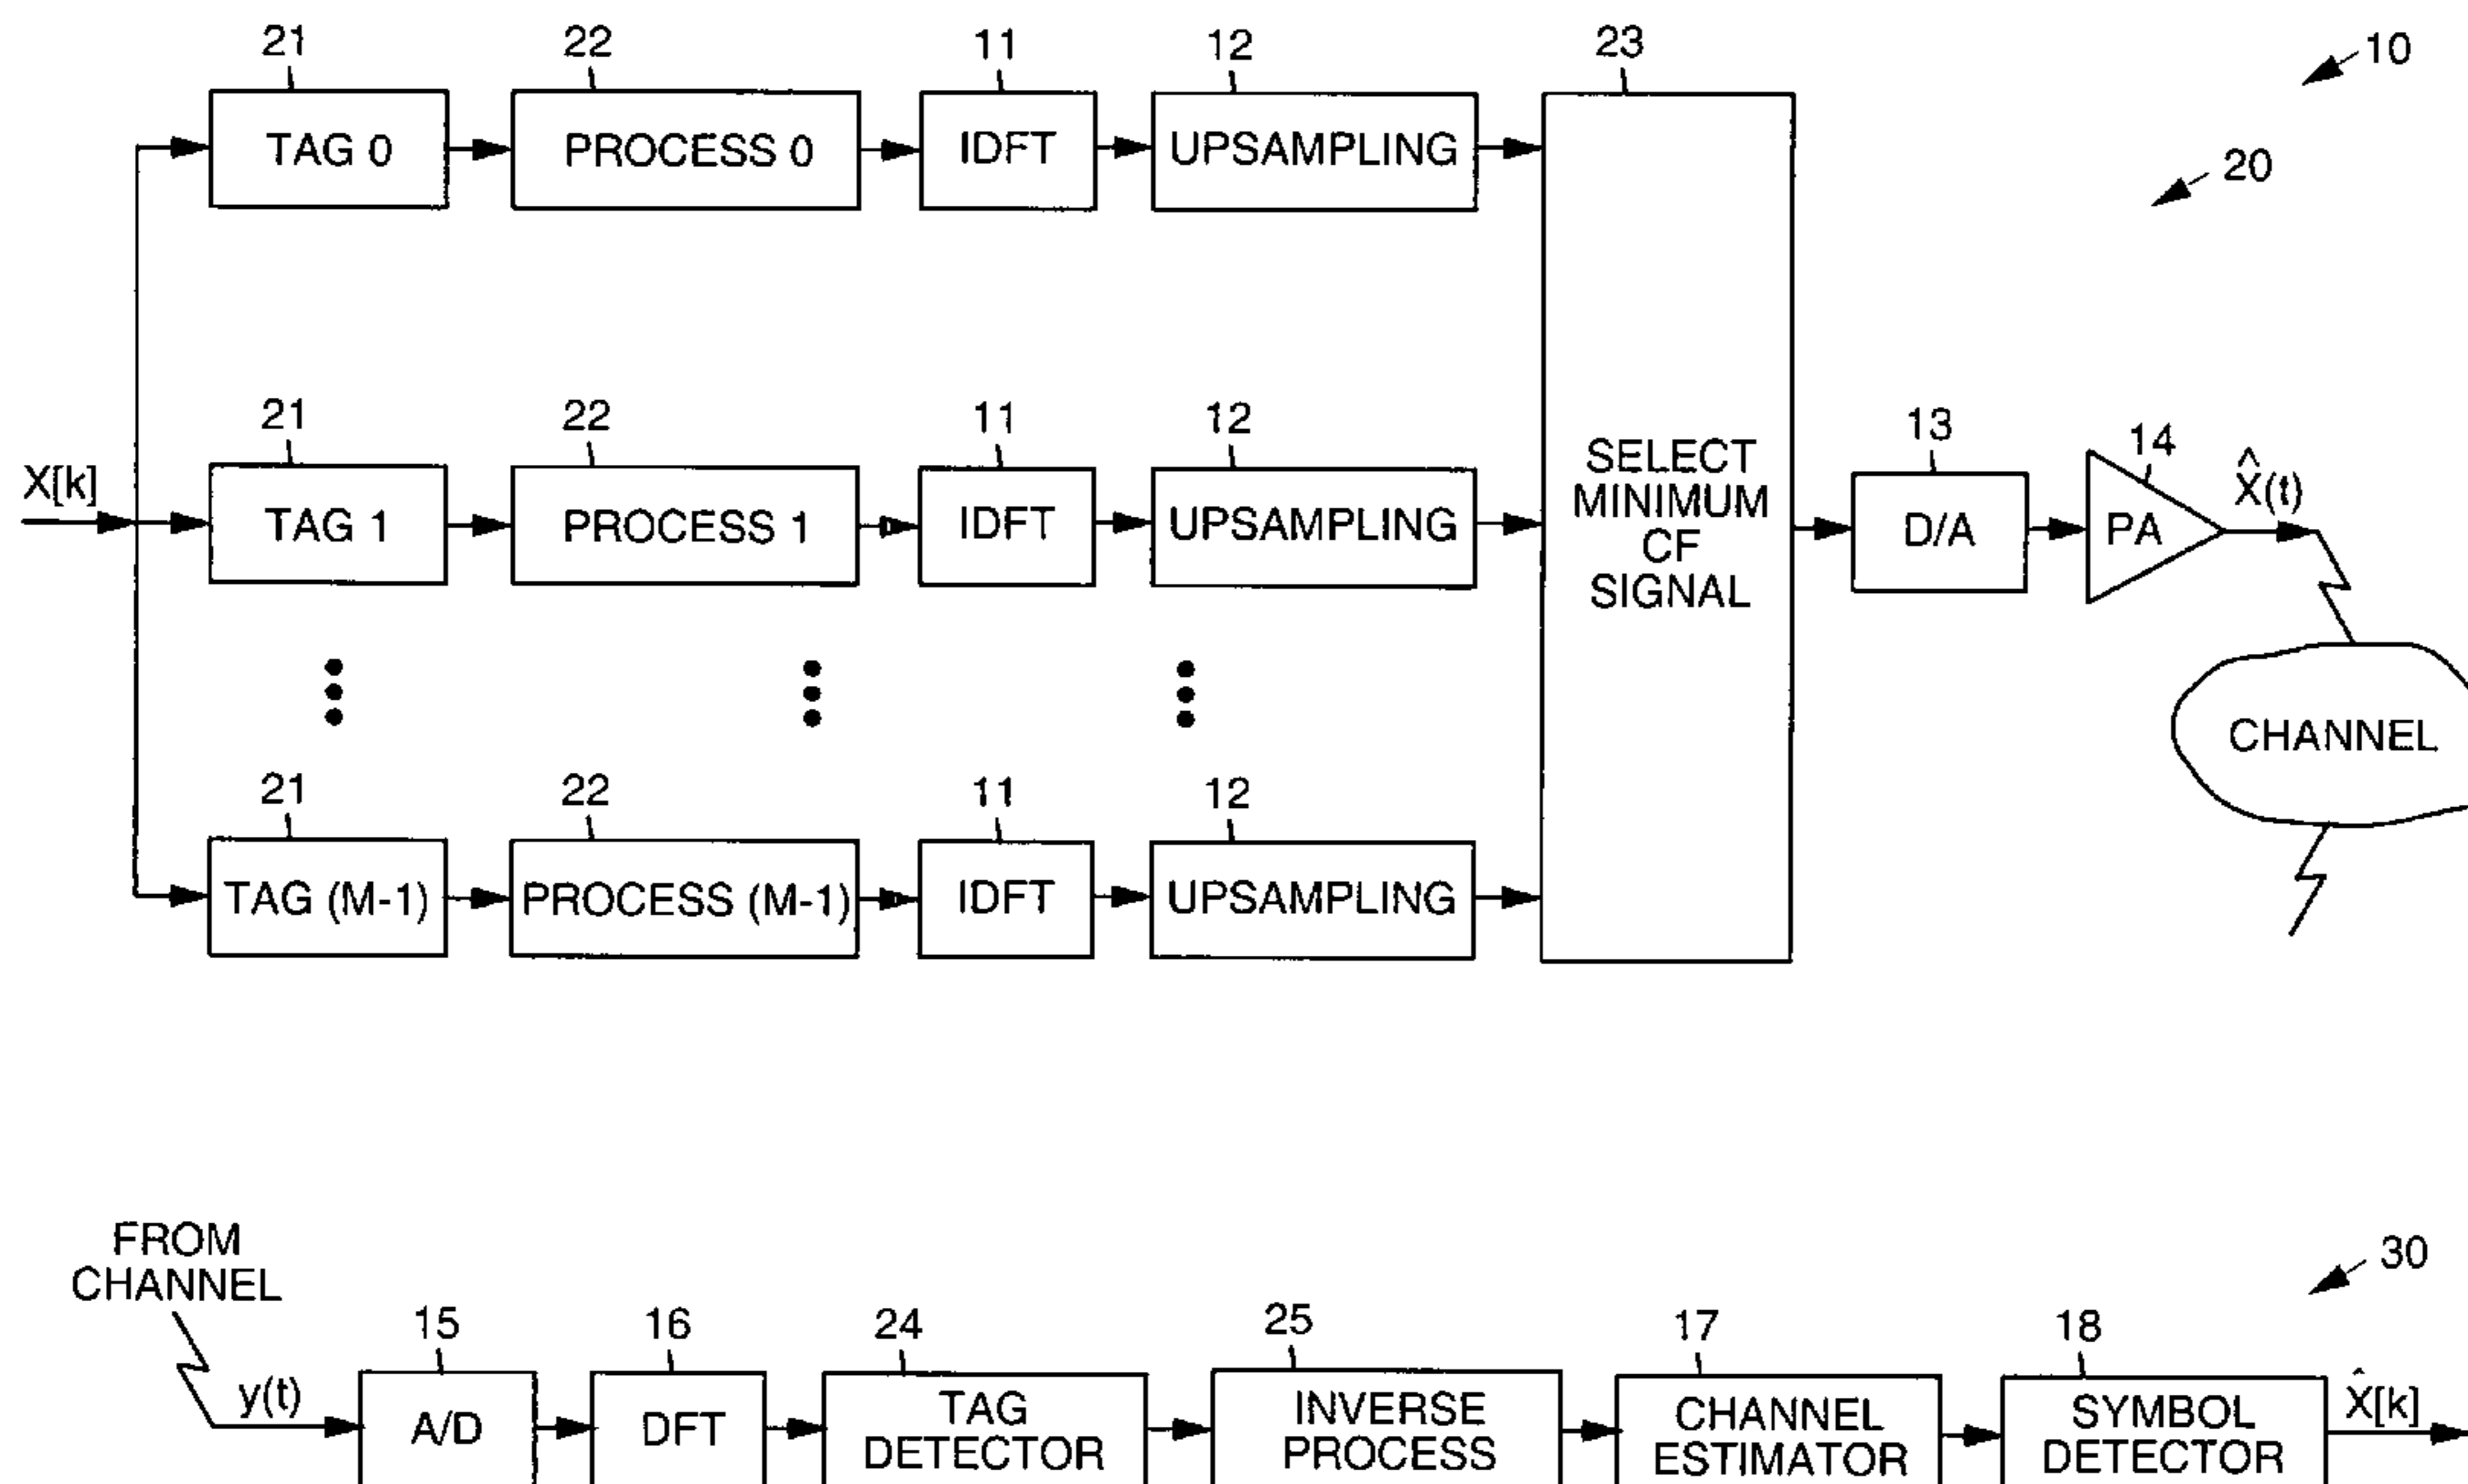 21 22 11 12 23 10
TAG 0 PROCESS 0 IDFT UPSAMPLING
20
21 22 11 12
X[k] TAG 1 PROCESS 1 IDFT UPSAMPLING
SELECT
MINIMUM
CF
SIGNAL
13 14
D/A PA X̂(t)
CHANNEL
21 22 11 12
TAG (M-1) PROCESS (M-1) IDFT UPSAMPLING
FROM
CHANNEL
30
15 16 24 25 17 18
y(t) A/D DFT
TAG
DETECTOR
INVERSE
PROCESS
CHANNEL
ESTIMATOR
SYMBOL
DETECTOR
X̂[k]